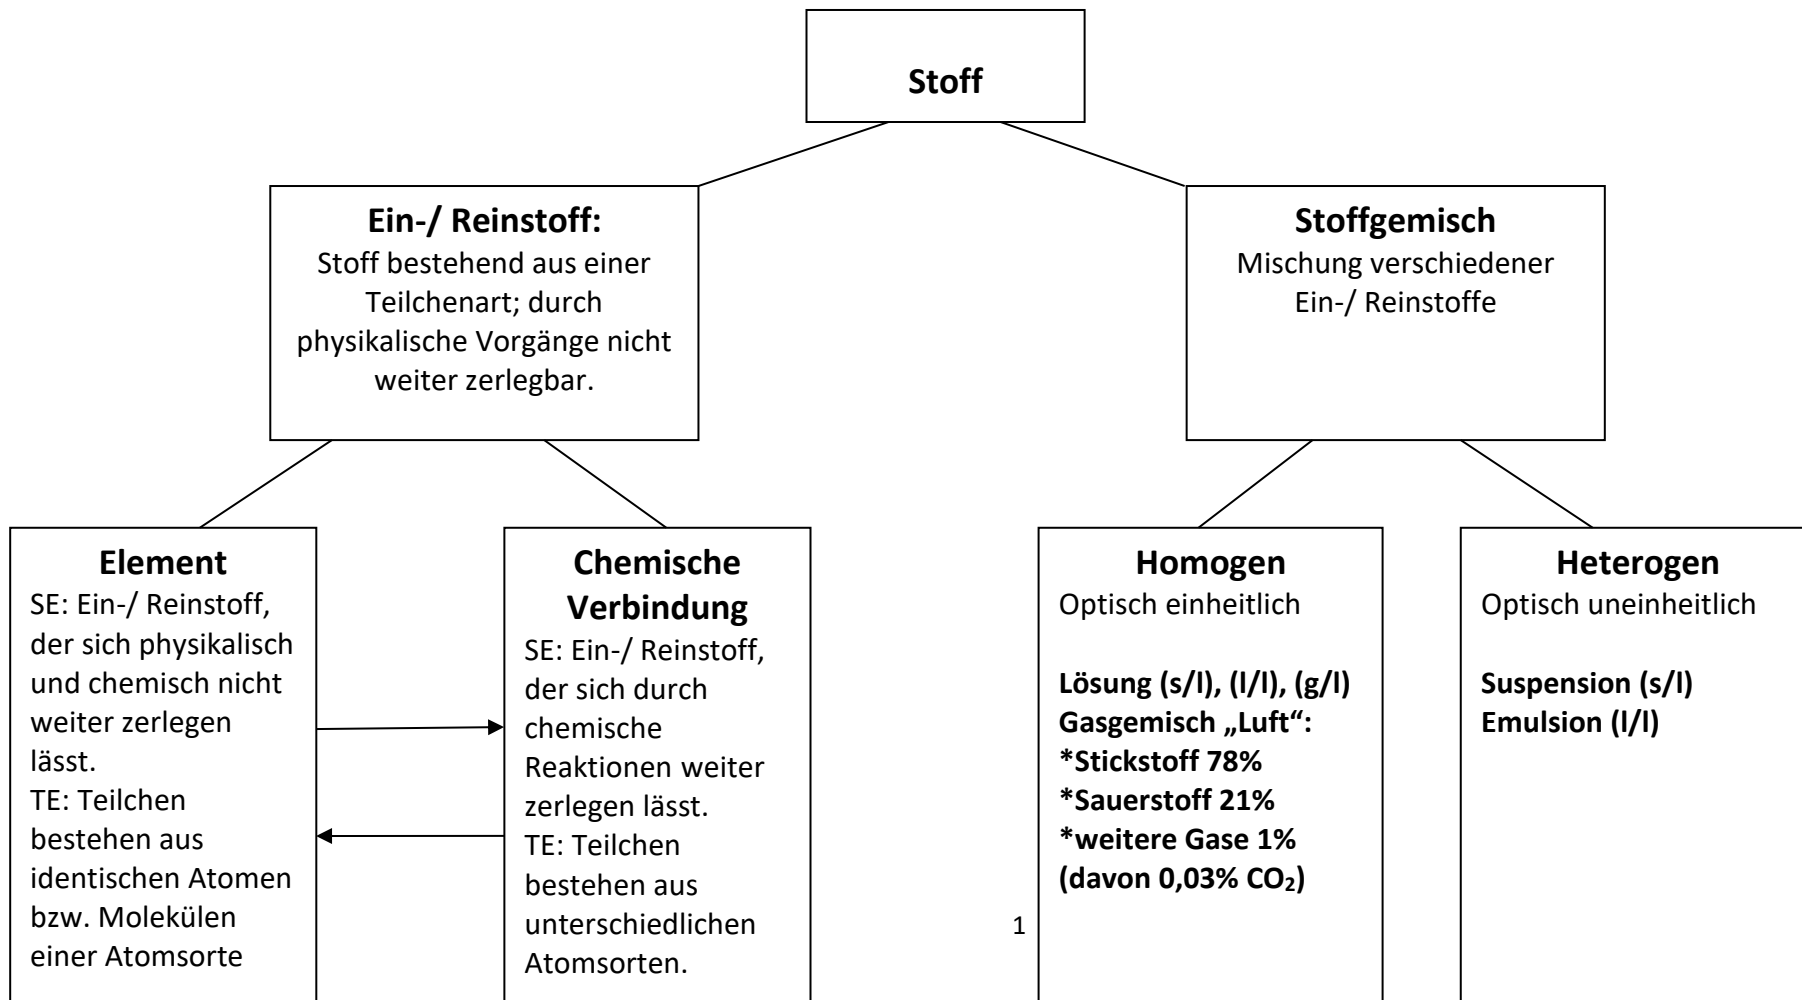 Stoff
Ein-/ Reinstoff:
Stoff bestehend aus einer
Teilchenart; durch
physikalische Vorgänge nicht
weiter zerlegbar.
Stoffgemisch
Mischung verschiedener
Ein-/ Reinstoffe
Element
SE: Ein-/ Reinstoff,
der sich physikalisch
und chemisch nicht
weiter zerlegen
lässt.
TE: Teilchen
bestehen aus
identischen Atomen
bzw. Molekülen
einer Atomsorte
Chemische
Verbindung
SE: Ein-/ Reinstoff,
der sich durch
chemische
Reaktionen weiter
zerlegen lässt.
TE: Teilchen
bestehen aus
unterschiedlichen
Atomsorten.
Homogen
Optisch einheitlich
Lösung (s/l), (l/l), (g/l)
Gasgemisch „Luft“:
*Stickstoff 78%
*Sauerstoff 21%
*weitere Gase 1%
(davon 0,03% CO₂)
Heterogen
Optisch uneinheitlich
Suspension (s/l)
Emulsion (l/l)
1